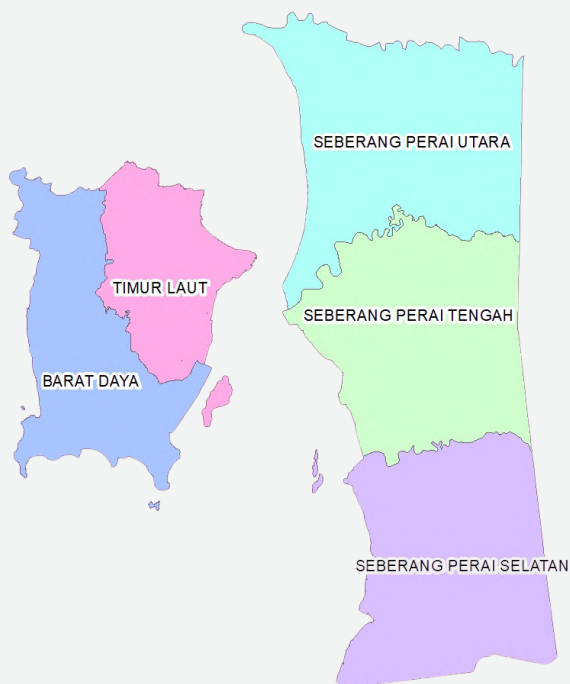 SEBERANG PERAI UTARA
TIMUR LAUT
SEBERANG PERAI TENGAH
BARAT DAYA
SEBERANG PERAI SELATAN